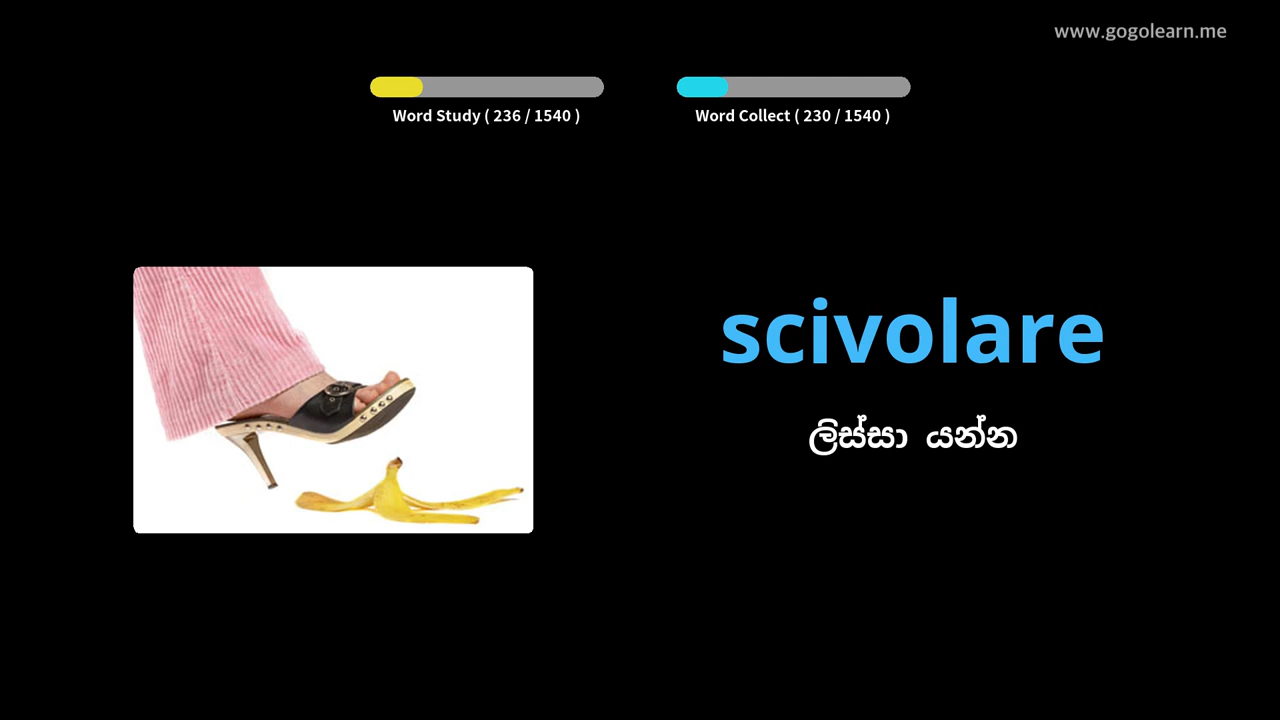 www.gogolearn.me
Word Study ( 236 / 1540 )
Word Collect ( 230 / 1540 )
scivolare
ලිස්සා යන්න